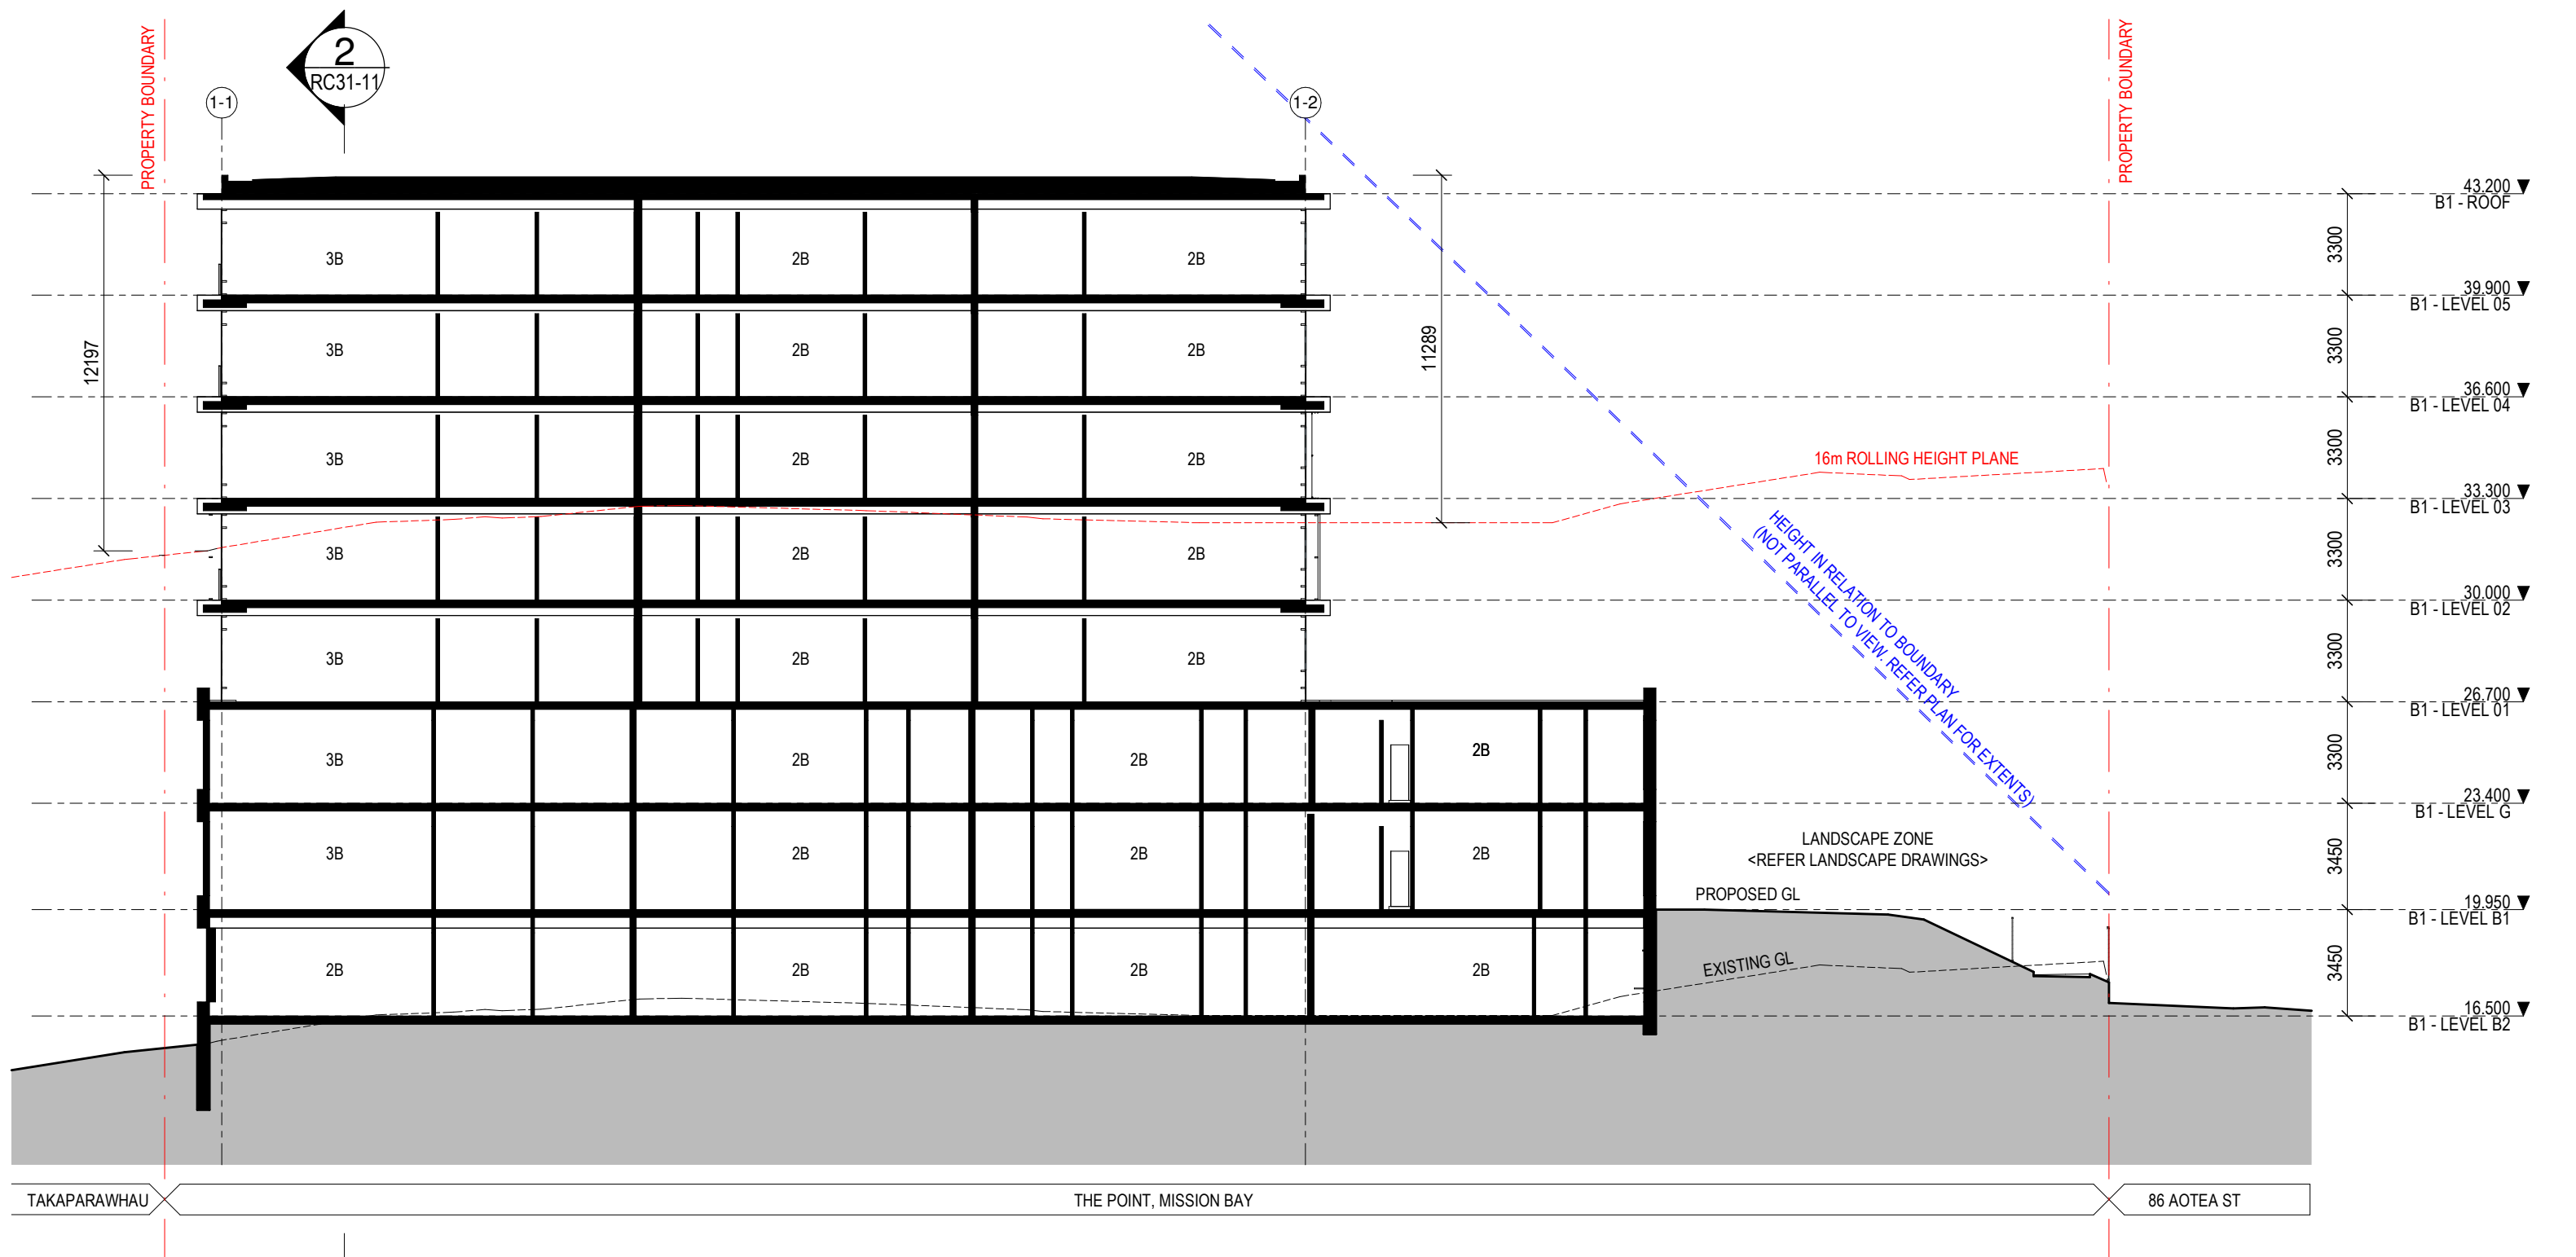 PROPERTY BOUNDARY
2
RC31-11
1-1
1-2
PROPERTY BOUNDARY
43.200
B1 - ROOF
3300
3B
2B
2B
39.900
B1 - LEVEL 05
12197
11289
3300
3B
2B
2B
36.600
B1 - LEVEL 04
3300
3B
2B
2B
16m ROLLING HEIGHT PLANE
33.300
B1 - LEVEL 03
3300
3B
2B
2B
HEIGHT IN RELATION TO BOUNDARY
(NOT PARALLEL TO VIEW. REFER PLAN FOR EXTENTS)
30.000
B1 - LEVEL 02
3300
3B
2B
2B
26.700
B1 - LEVEL 01
3300
3B
2B
2B
2B
23.400
B1 - LEVEL G
3450
3B
2B
2B
2B
LANDSCAPE ZONE
<REFER LANDSCAPE DRAWINGS>
PROPOSED GL
19.950
B1 - LEVEL B1
3450
2B
2B
2B
2B
EXISTING GL
16.500
B1 - LEVEL B2
TAKAPARAWHAU
THE POINT, MISSION BAY
86 AOTEA ST